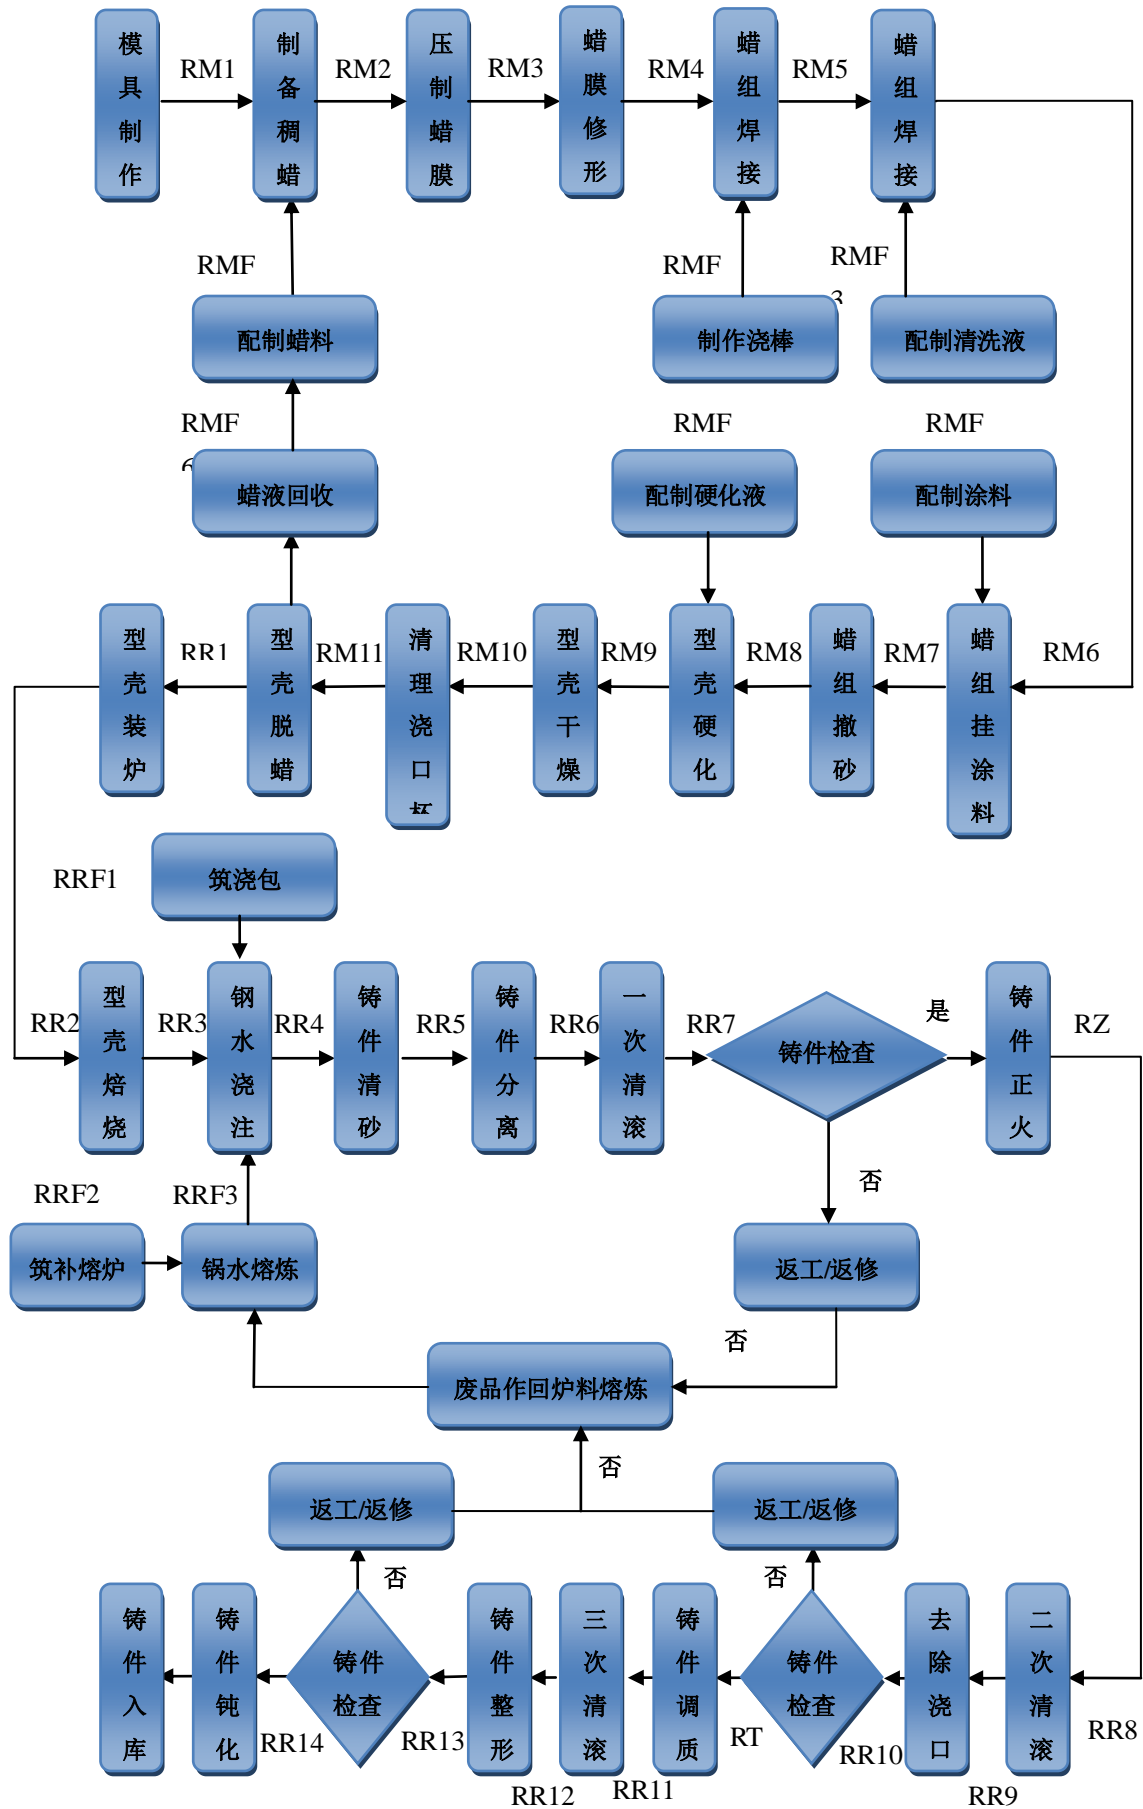 模具制作
RM1
制备稠蜡
RM2
压制蜡膜
RM3
蜡膜修形
RM4
蜡组焊接
RM5
蜡组焊接
RMF
RMF
RMF
3
配制蜡料
制作浇棒
配制清洗液
RMF
6
RMF
RMF
蜡液回收
配制硬化液
配制涂料
型壳装炉
RR1
型壳脱蜡
RM11
清理浇口杯
RM10
型壳干燥
RM9
型壳硬化
RM8
蜡组撒砂
RM7
蜡组挂涂料
RM6
RRF1
筑浇包
RR2
型壳焙烧
RR3
钢水浇注
RR4
铸件清砂
RR5
铸件分离
RR6
一次清滚
RR7
铸件检查
是
铸件正火
RZ
否
RRF2
RRF3
筑补熔炉
锅水熔炼
返工/返修
否
废品作回炉料熔炼
否
返工/返修
返工/返修
否
否
铸件入库
铸件钝化
RR14
铸件检查
RR13
铸件整形
RR12
三次清滚
RR11
铸件调质
RT
铸件检查
RR10
去除浇口
RR9
二次清滚
RR8